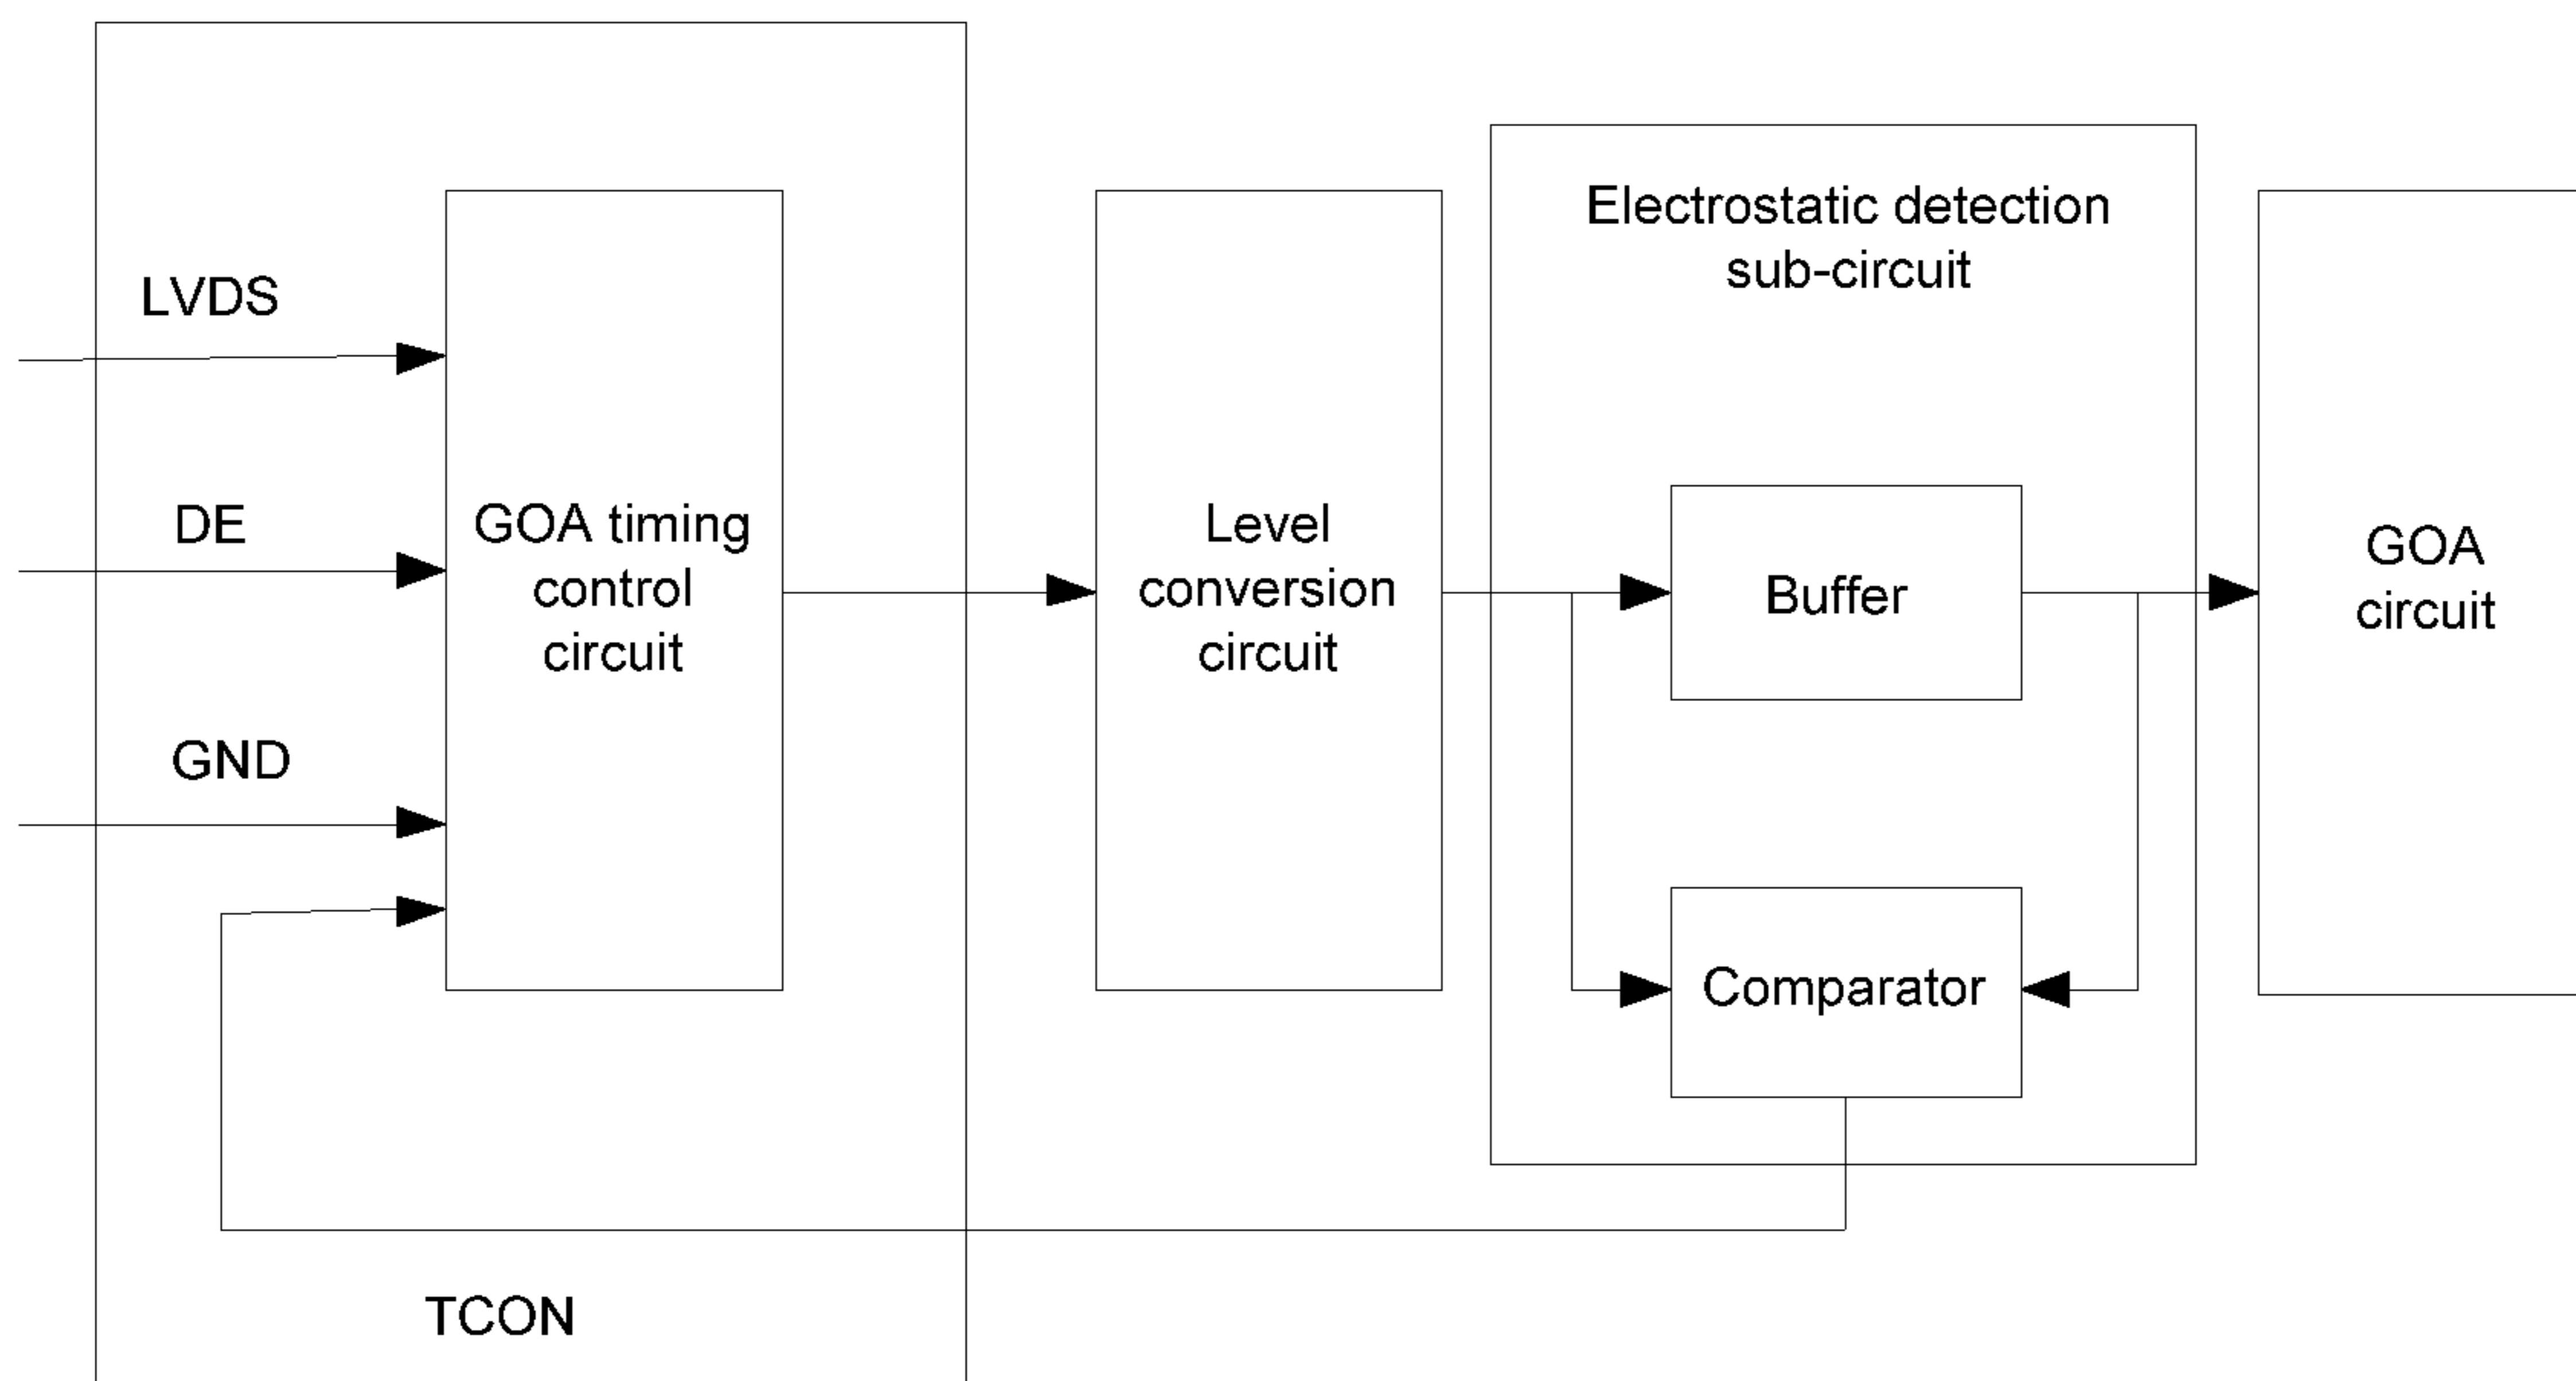 LVDS
DE
GND
GOA timing
control
circuit
TCON
Level
conversion
circuit
Electrostatic detection
sub-circuit
Buffer
Comparator
GOA
circuit